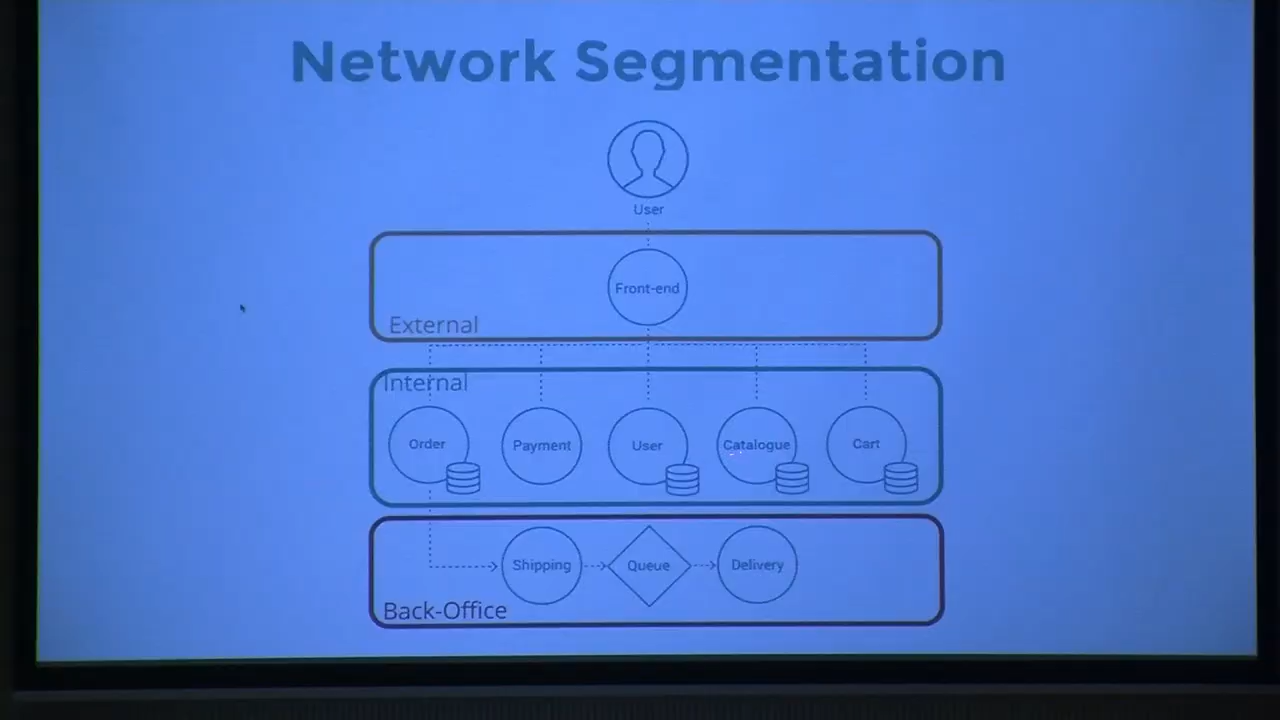 Network Segmentation
User
Front-end
External
Internal
Order
Payment
User
Catalogue
Cart
Shipping
Queue
Delivery
Back-Office